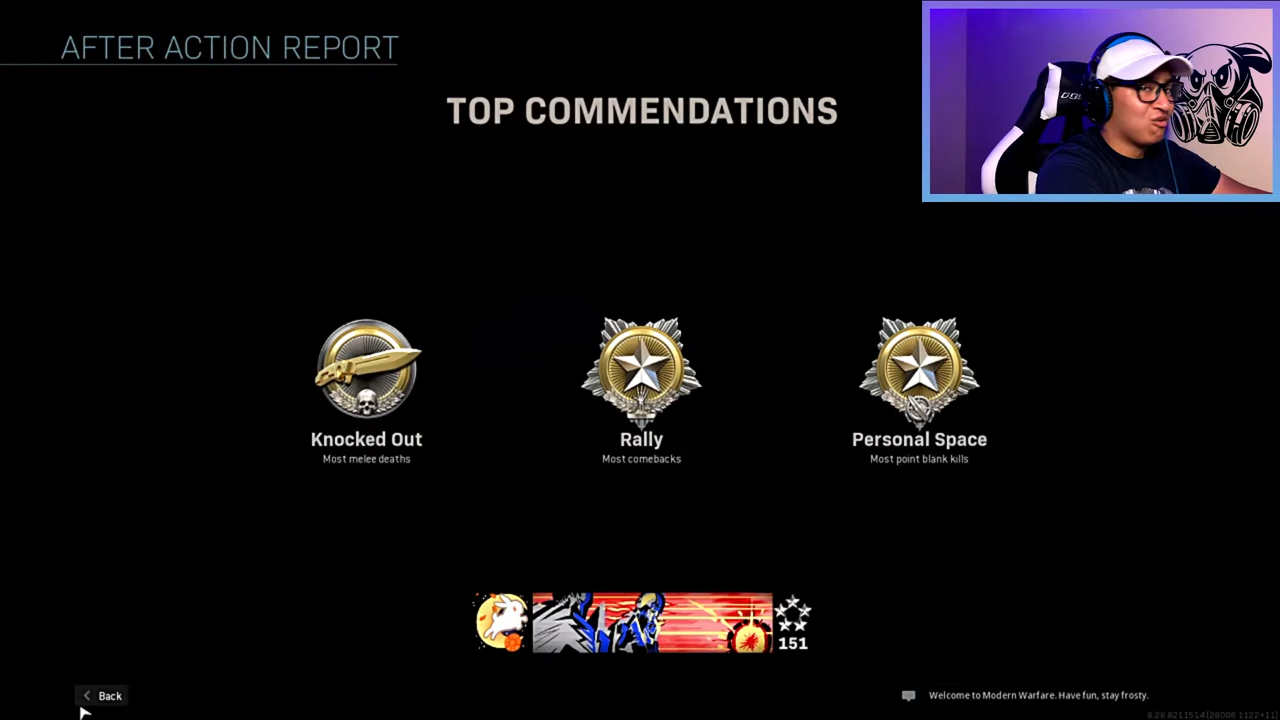 AFTER ACTION REPORT
TOP COMMENDATIONS
Knocked Out
Most melee deaths
Rally
Most comebacks
Personal Space
Most point blank kills
151
Back
Welcome to Modern Warfare. Have fun, stay frosty.